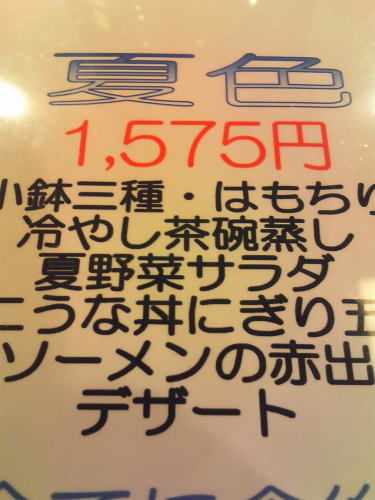 夏色
1,575円
小鉢三種・はもちり
冷やし茶碗蒸し
夏野菜サラダ
こうな丼にぎり五
ソーメンの赤出
デザート